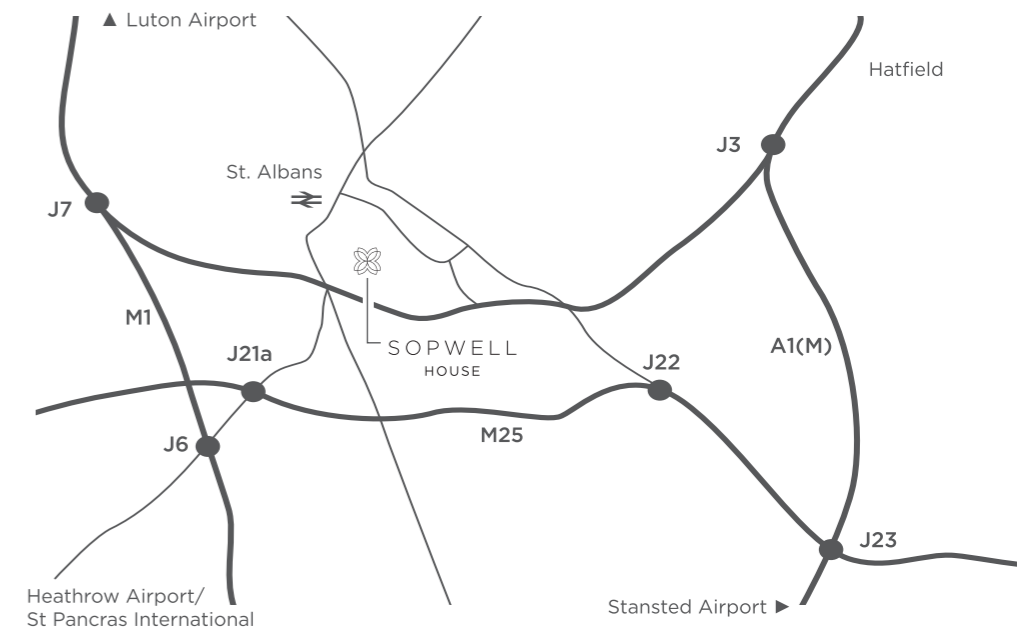 ▲ Luton Airport
Hatfield
J3
St. Albans
J7
M1
SOPWELL
HOUSE
A1(M)
J21a
J22
M25
J6
J23
Heathrow Airport/
St Pancras International
Stansted Airport ►